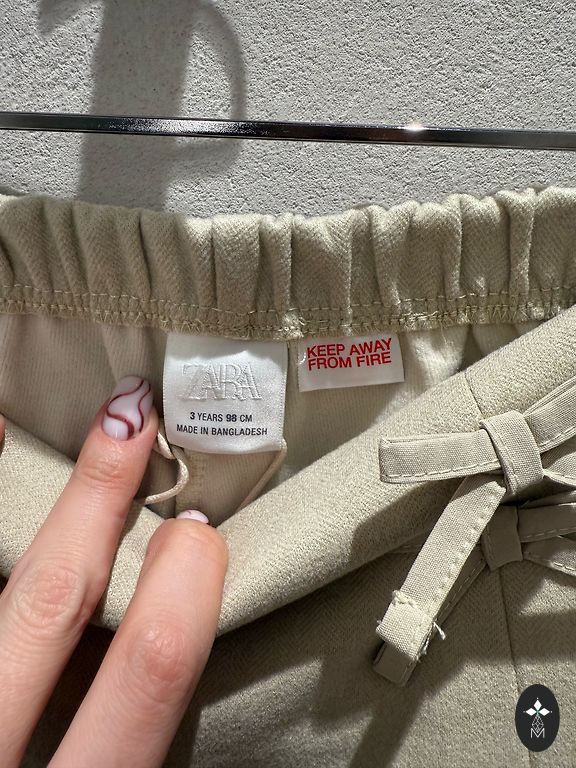 ZARA
3 YEARS 98 CM
MADE IN BANGLADESH
KEEP AWAY
FROM FIRE